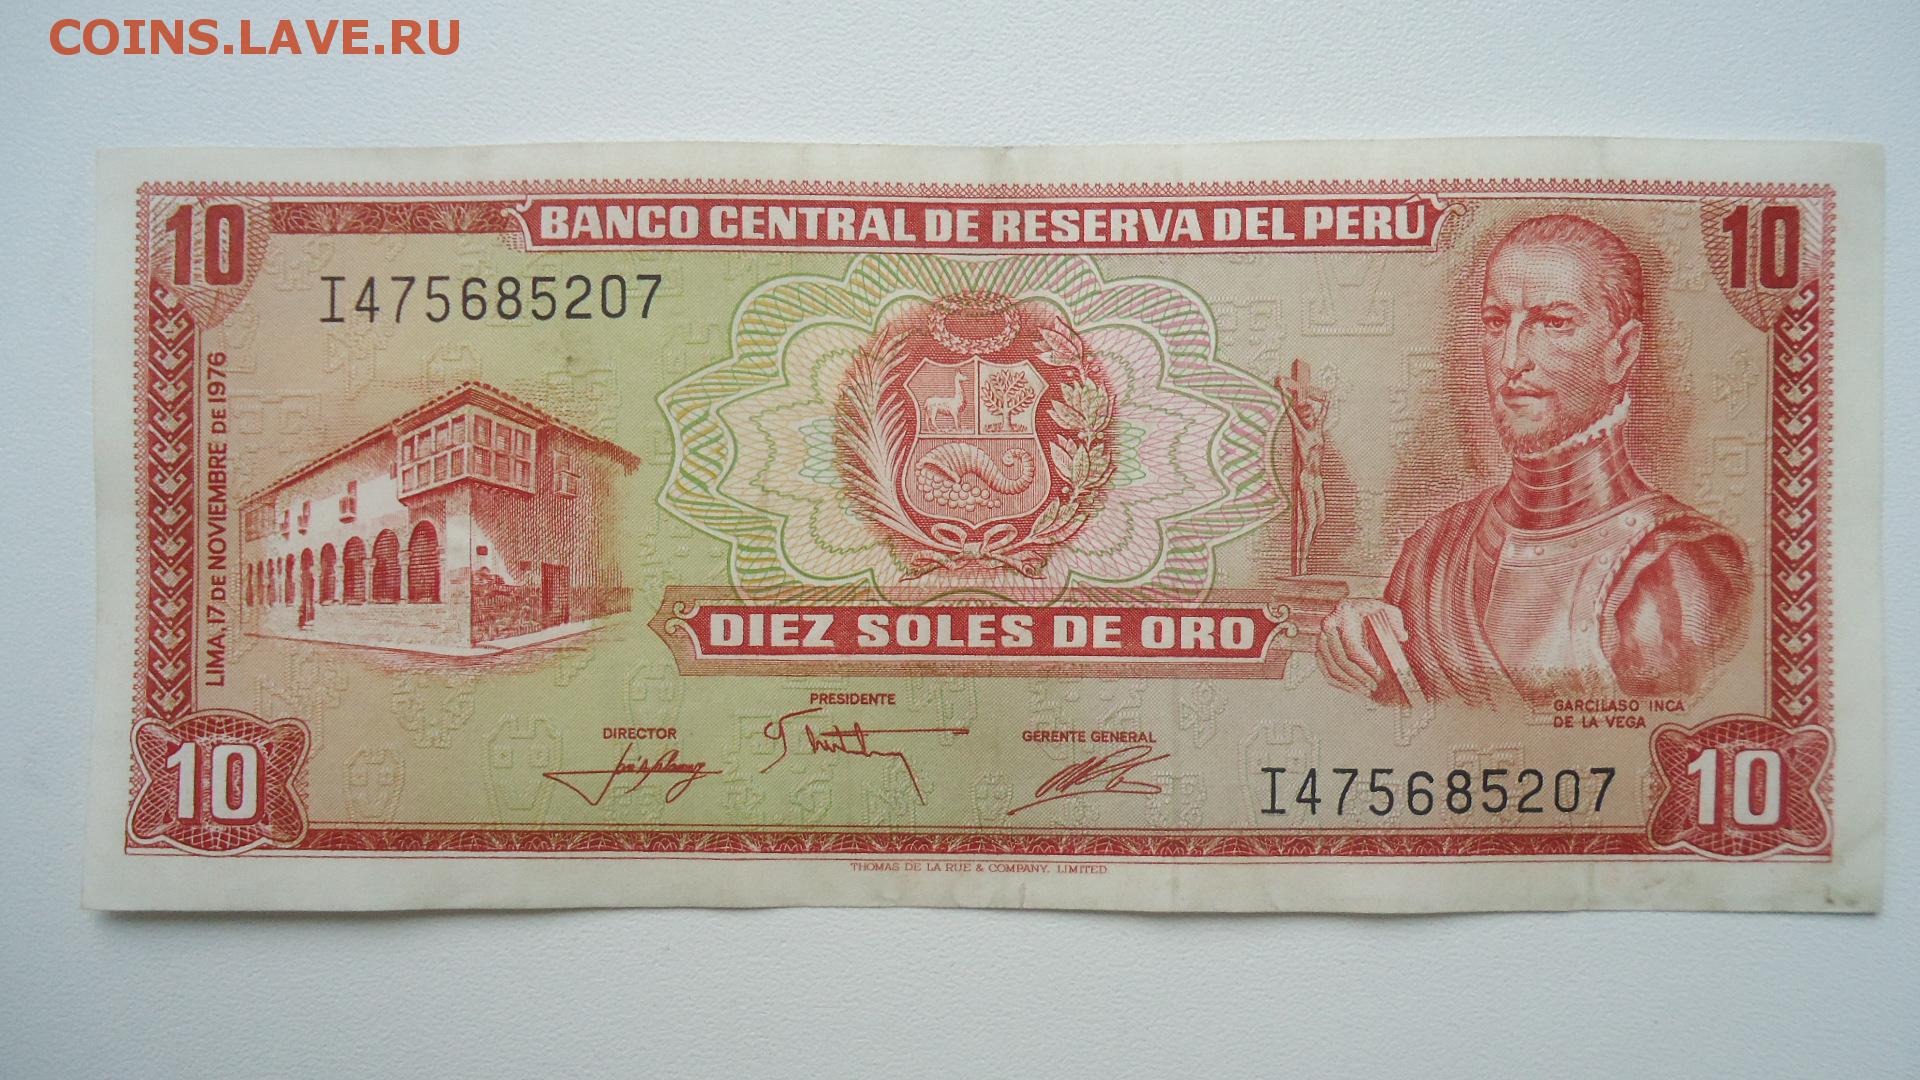 COINS.LAVE.RU
10
BANCO CENTRAL DE RESERVA DEL PERÚ
10
I475685207
LIMA, 17 DE NOVIEMBRE DE 1976
DIEZ SOLES DE ORO
GARCILASO INCA
DE LA VEGA
PRESIDENTE
DIRECTOR
GERENTE GENERAL
I475685207
10
10
THOMAS DE LA RUE & COMPANY, LIMITED